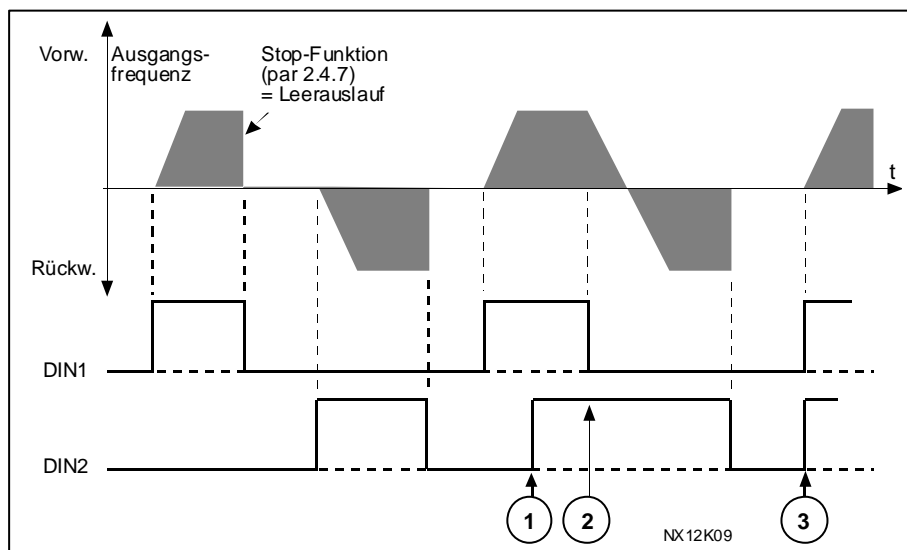 Vorw.
Ausgangs-
frequenz
Stop-Funktion
(par 2.4.7)
= Leerauslauf
t
Rückw.
DIN1
DIN2
1
2
3
NX12K09